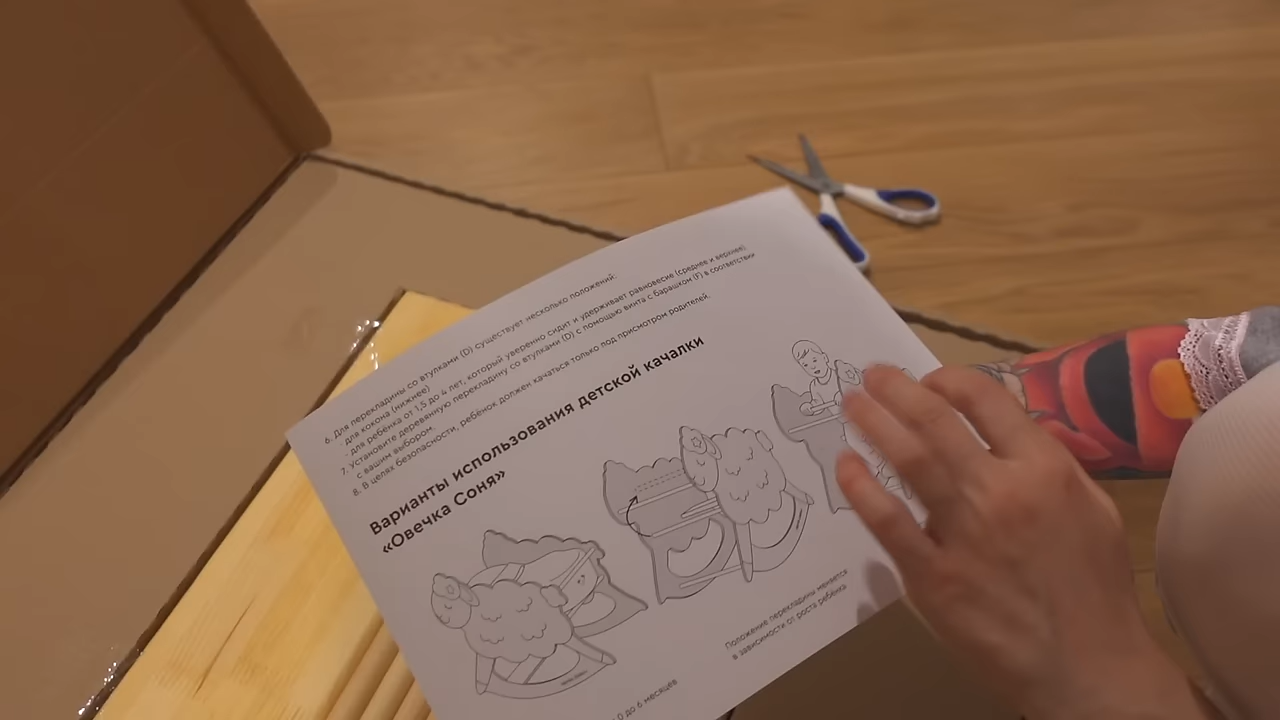 6. Для перекладины со втулками (D) существует несколько положений:
- для кокона (нижнее)
- для ребёнка от 1,5 до 4 лет, который уверенно сидит и удерживает равновесие (среднее и верхнее).
7. Установите деревянную перекладину со втулками (D) с помощью винта с барашком (F) в соответствии
с вашим выбором.
8. В целях безопасности, ребёнок должен качаться только под присмотром родителей.
Варианты использования детской качалки
«Овечка Соня»
Положение перекладины меняется
в зависимости от роста ребёнка
0 до 6 месяцев